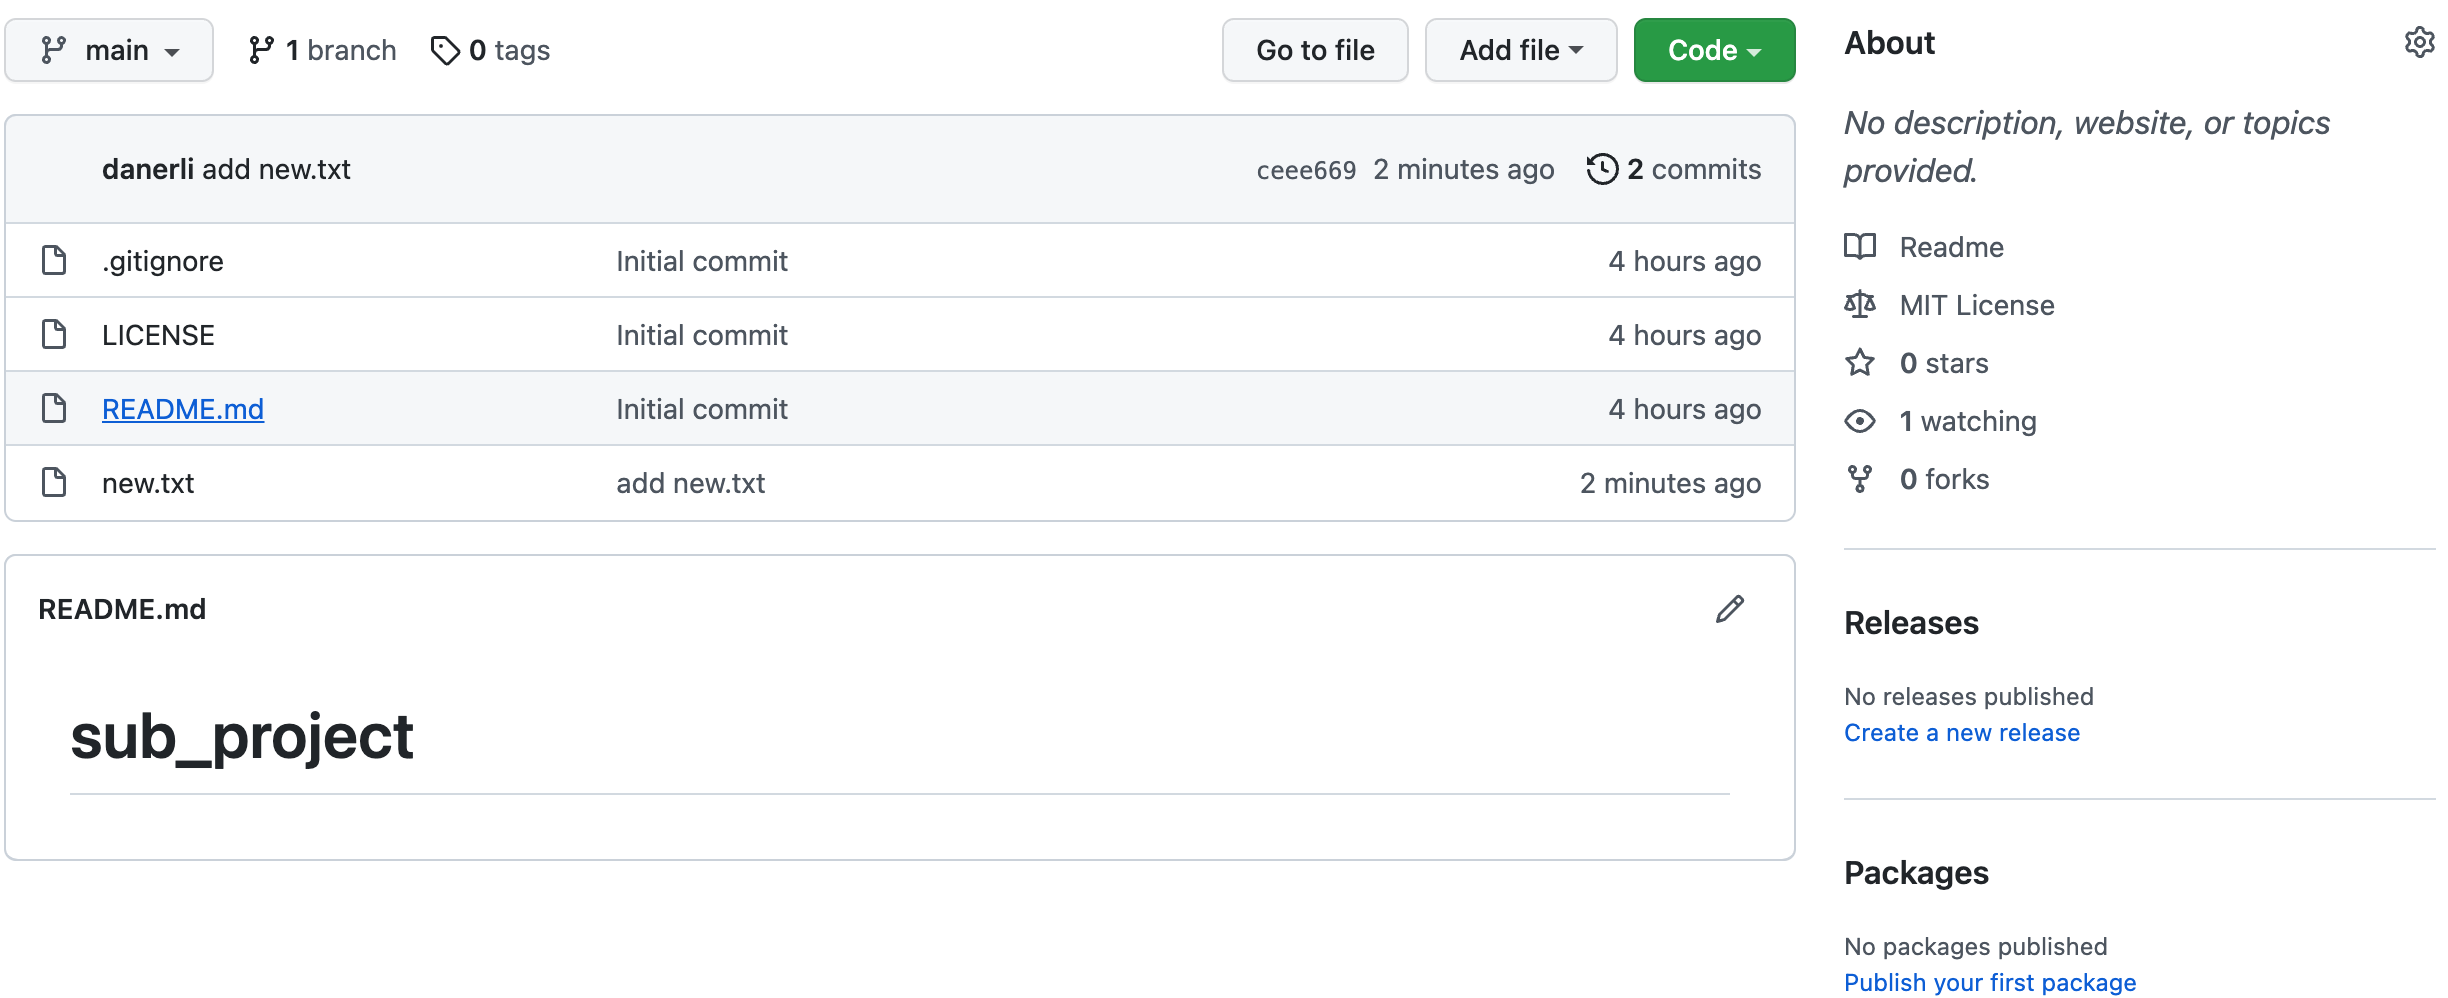 main
1 branch
0 tags
Go to file
Add file
Code
danerli add new.txt
ceee669 2 minutes ago
2 commits
.gitignore
Initial commit
4 hours ago
LICENSE
Initial commit
4 hours ago
README.md
Initial commit
4 hours ago
new.txt
add new.txt
2 minutes ago
README.md
sub_project
About
No description, website, or topics
provided.
Readme
MIT License
0 stars
1 watching
0 forks
Releases
No releases published
Create a new release
Packages
No packages published
Publish your first package